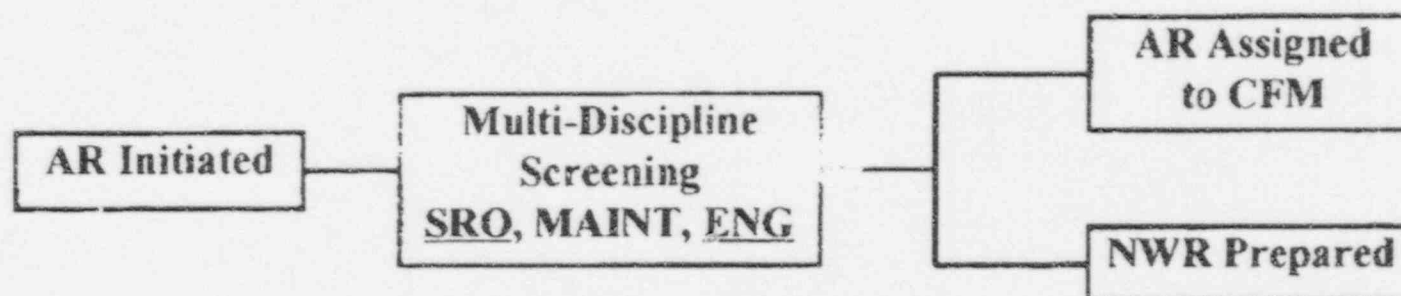 AR Initiated
Multi-Discipline
Screening
SRO, MAINT, ENG
AR Assigned
to CFM
NWR Prepared